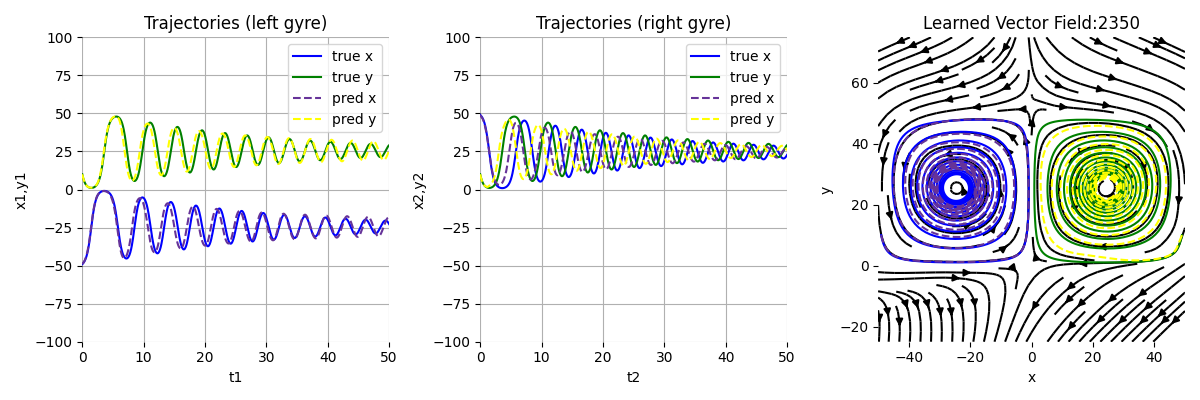 Trajectories (left gyre)
x1,y1
100
75
50
25
0
−25
−50
−75
−100
0
10
20
30
40
50
t1
true x
true y
pred x
pred y
Trajectories (right gyre)
x2,y2
100
75
50
25
0
−25
−50
−75
−100
0
10
20
30
40
50
t2
true x
true y
pred x
pred y
Learned Vector Field:2350
y
60
40
20
0
−20
−40
−20
0
20
40
x